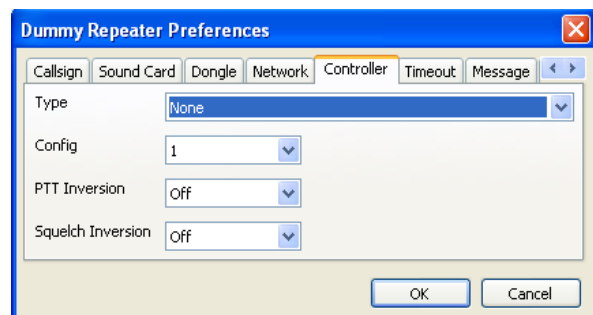 Dummy Repeater Preferences
Callsign Sound Card Dongle Network Controller Timeout Message
Type None
Config 1
PTT Inversion Off
Squelch Inversion Off
OK Cancel